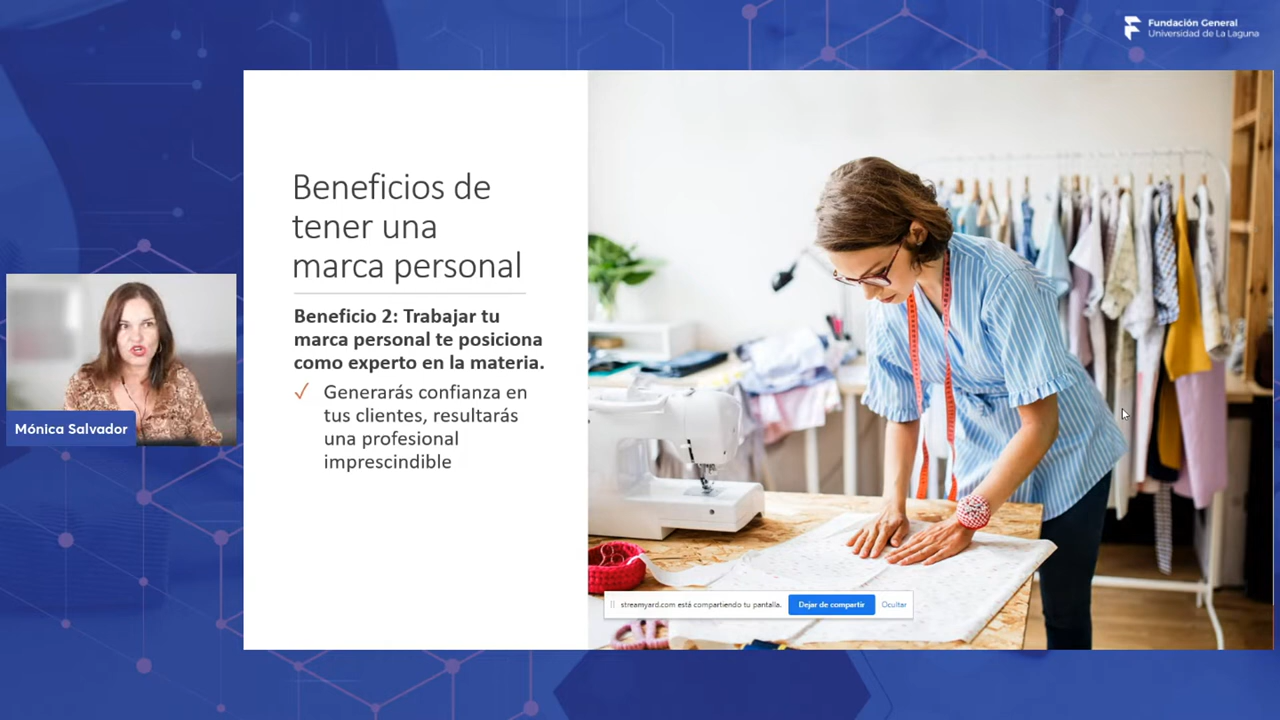 Fundación General
Universidad de La Laguna
Beneficios de
tener una
marca personal
Beneficio 2: Trabajar tu
marca personal te posiciona
como experto en la materia.
✓ Generarás confianza en
tus clientes, resultarás
una profesional
imprescindible
Mónica Salvador
streamyard.com está compartiendo tu pantalla. Dejar de compartir Ocultar